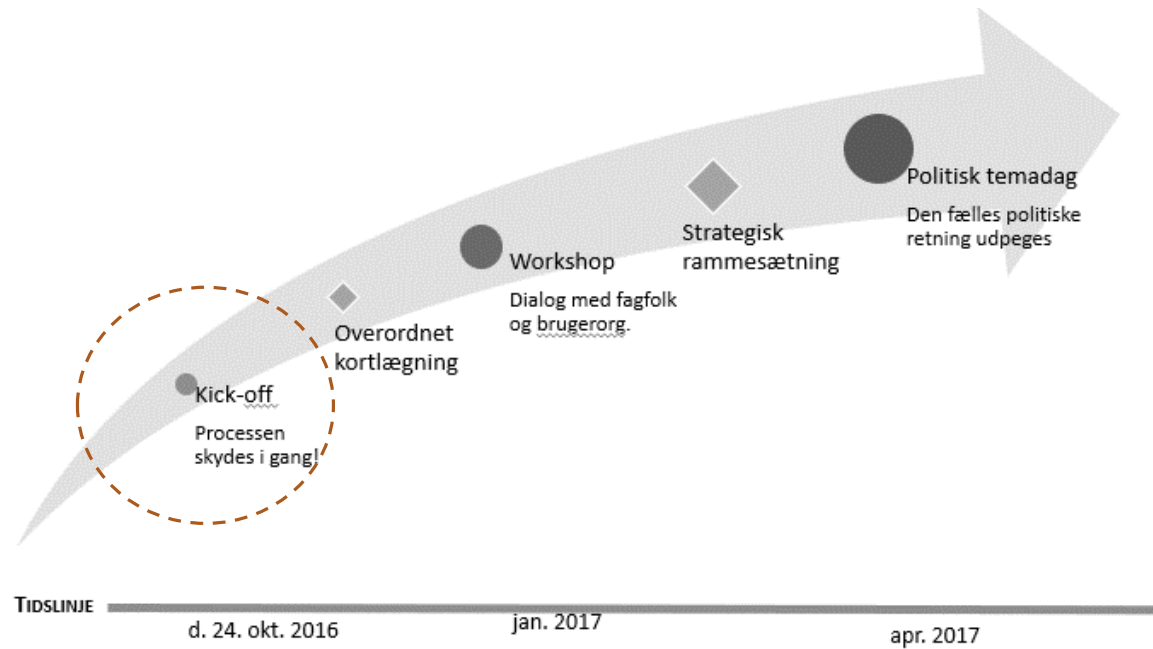 Politisk temadag
Den fælles politiske
retning udpeges
Strategisk
rammesætning
Workshop
Dialog med fagfolk
og brugerorg.
Overordnet
kortlægning
Kick-off
Processen
skydes i gang!
TIDSLINJE
d. 24. okt. 2016
jan. 2017
apr. 2017